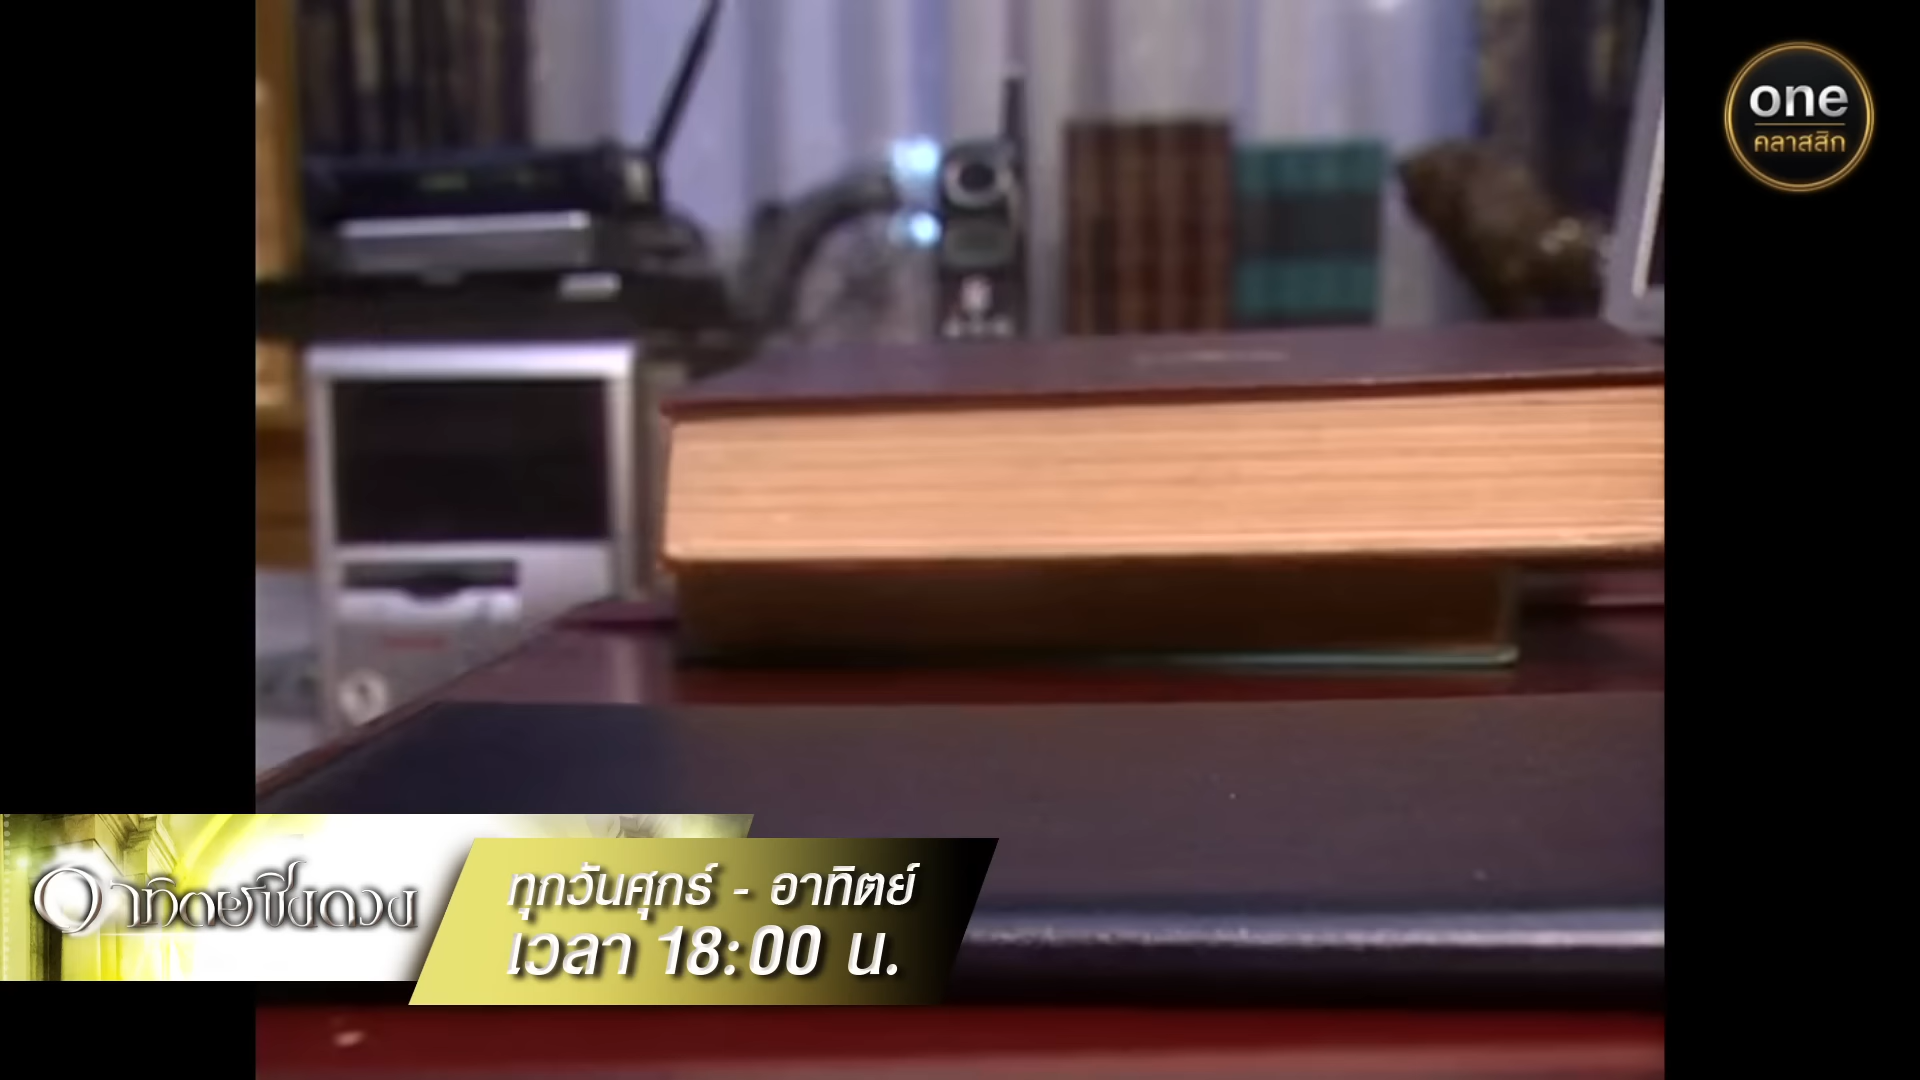 one
คลาสสิก
อาทิตย์ชิงดวง
ทุกวันศุกร์ - อาทิตย์
เวลา 18:00 น.